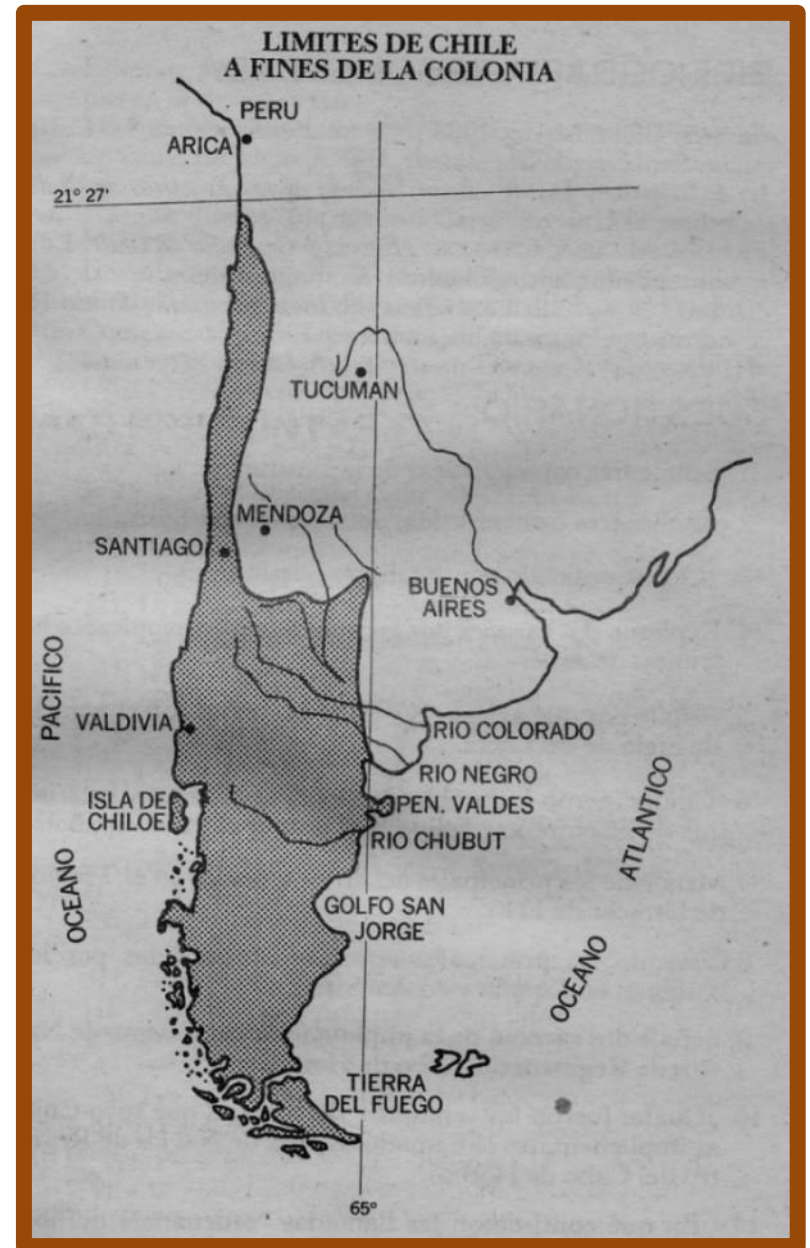 LIMITES DE CHILE
A FINES DE LA COLONIA
PERU
ARICA
21° 27'
TUCUMAN
MENDOZA
SANTIAGO
BUENOS
AIRES
PACIFICO
VALDIVIA
RIO COLORADO
RIO NEGRO
ISLA DE
CHILOE
PEN. VALDES
RIO CHUBUT
ATLANTICO
OCEANO
GOLFO SAN
JORGE
OCEANO
TIERRA
DEL FUEGO
65°